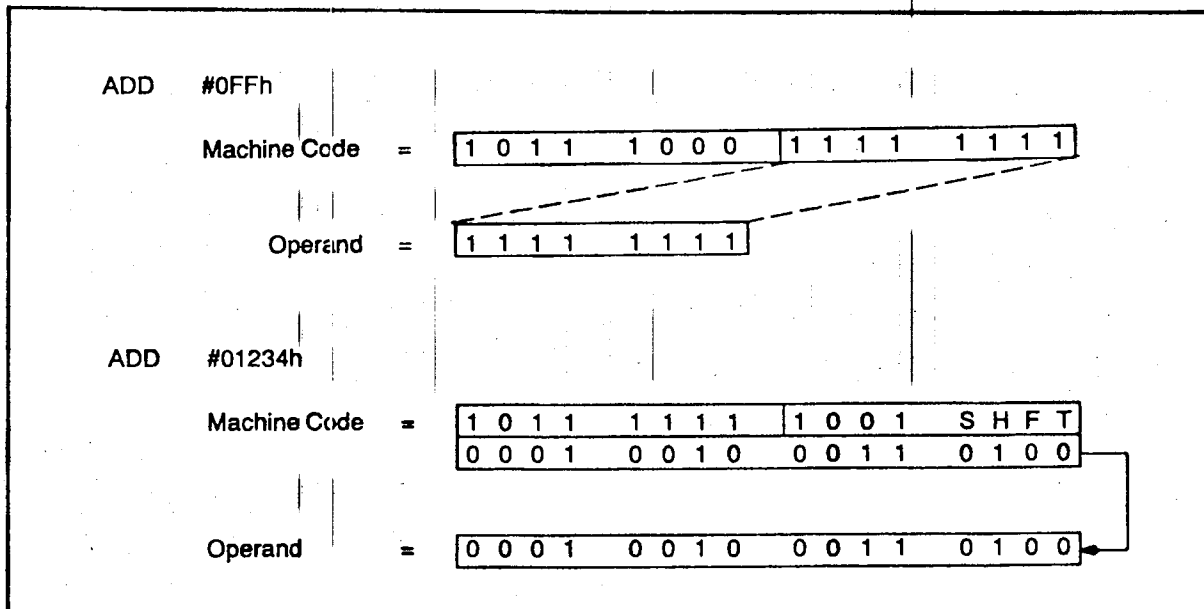 ADD #0FFh
Machine Code = 1 0 1 1 1 0 0 0 1 1 1 1 1 1 1 1
Operand = 1 1 1 1 1 1 1 1
ADD #01234h
Machine Code = 1 0 1 1 1 1 1 1 1 0 0 1 S H F T
0 0 0 1 0 0 1 0 0 0 1 1 0 1 0 0
Operand = 0 0 0 1 0 0 1 0 0 0 1 1 0 1 0 0